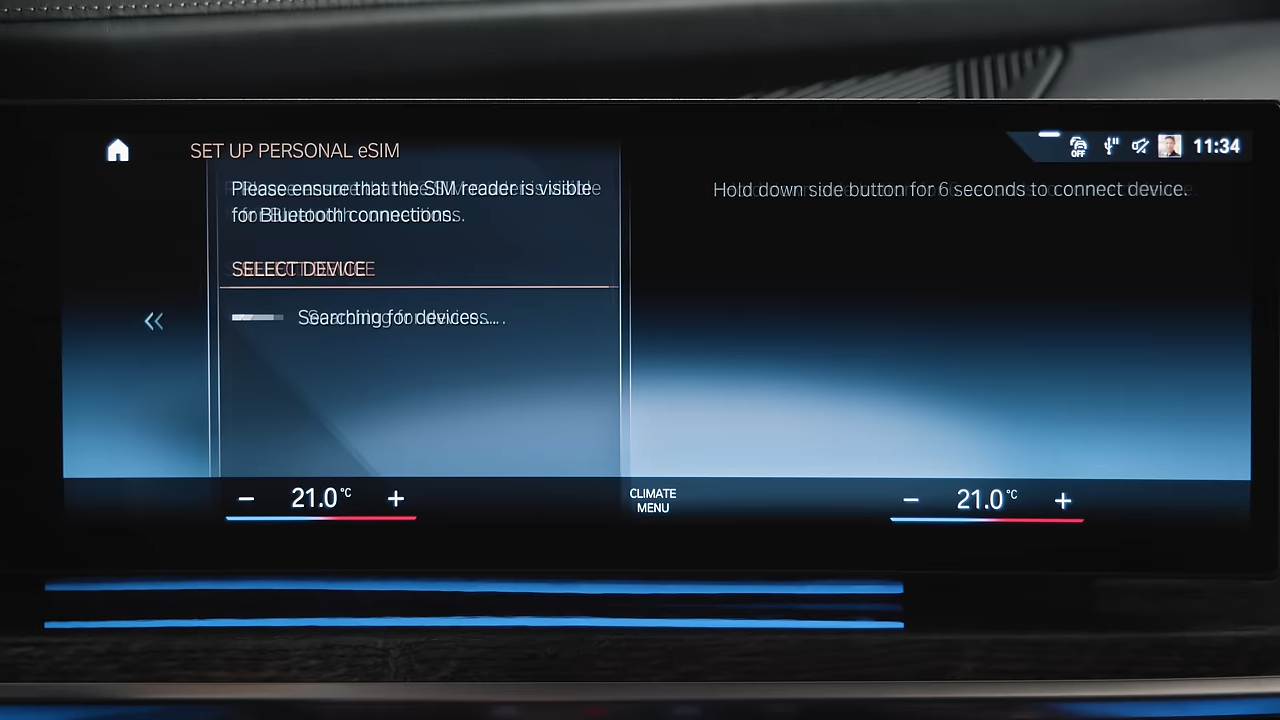 SET UP PERSONAL eSIM
OFF
11:34
Please ensure that the SIM reader is visible
for Bluetooth connections.
Hold down side button for 6 seconds to connect device.
SELECT DEVICE
Searching for devices...
− 21.0°C +
CLIMATE
MENU
− 21.0°C +